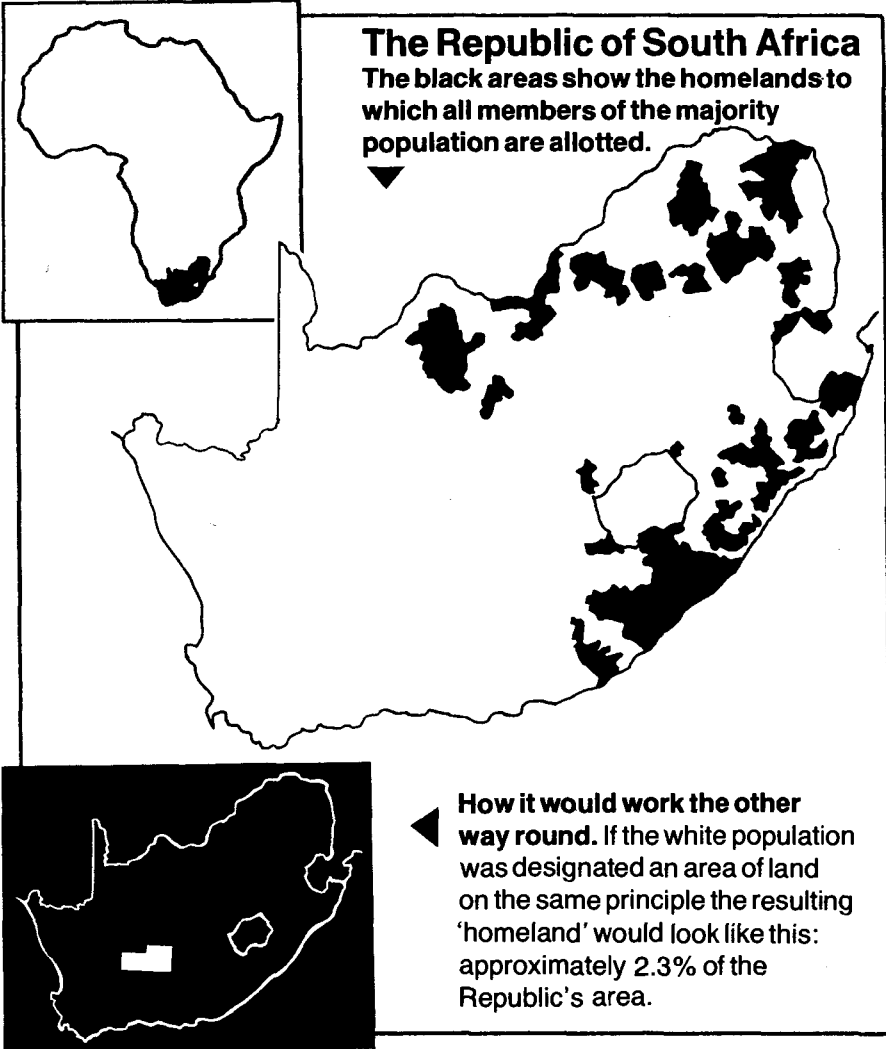 The Republic of South Africa
The black areas show the homelands to
which all members of the majority
population are allotted.
How it would work the other
way round. If the white population
was designated an area of land
on the same principle the resulting
‘homeland’ would look like this:
approximately 2.3% of the
Republic’s area.